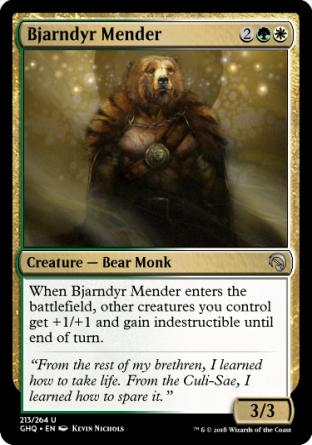 Bjarndyr Mender 2
Creature — Bear Monk
When Bjarndyr Mender enters the
battlefield, other creatures you control
get +1/+1 and gain indestructible until
end of turn.
“From the rest of my brethren, I learned
how to take life. From the Culi-Sae, I
learned how to spare it.”
3/3
213/264 U
GHQ • EN KEVIN NICHOLS ™ & © 2018 Wizards of the Coast